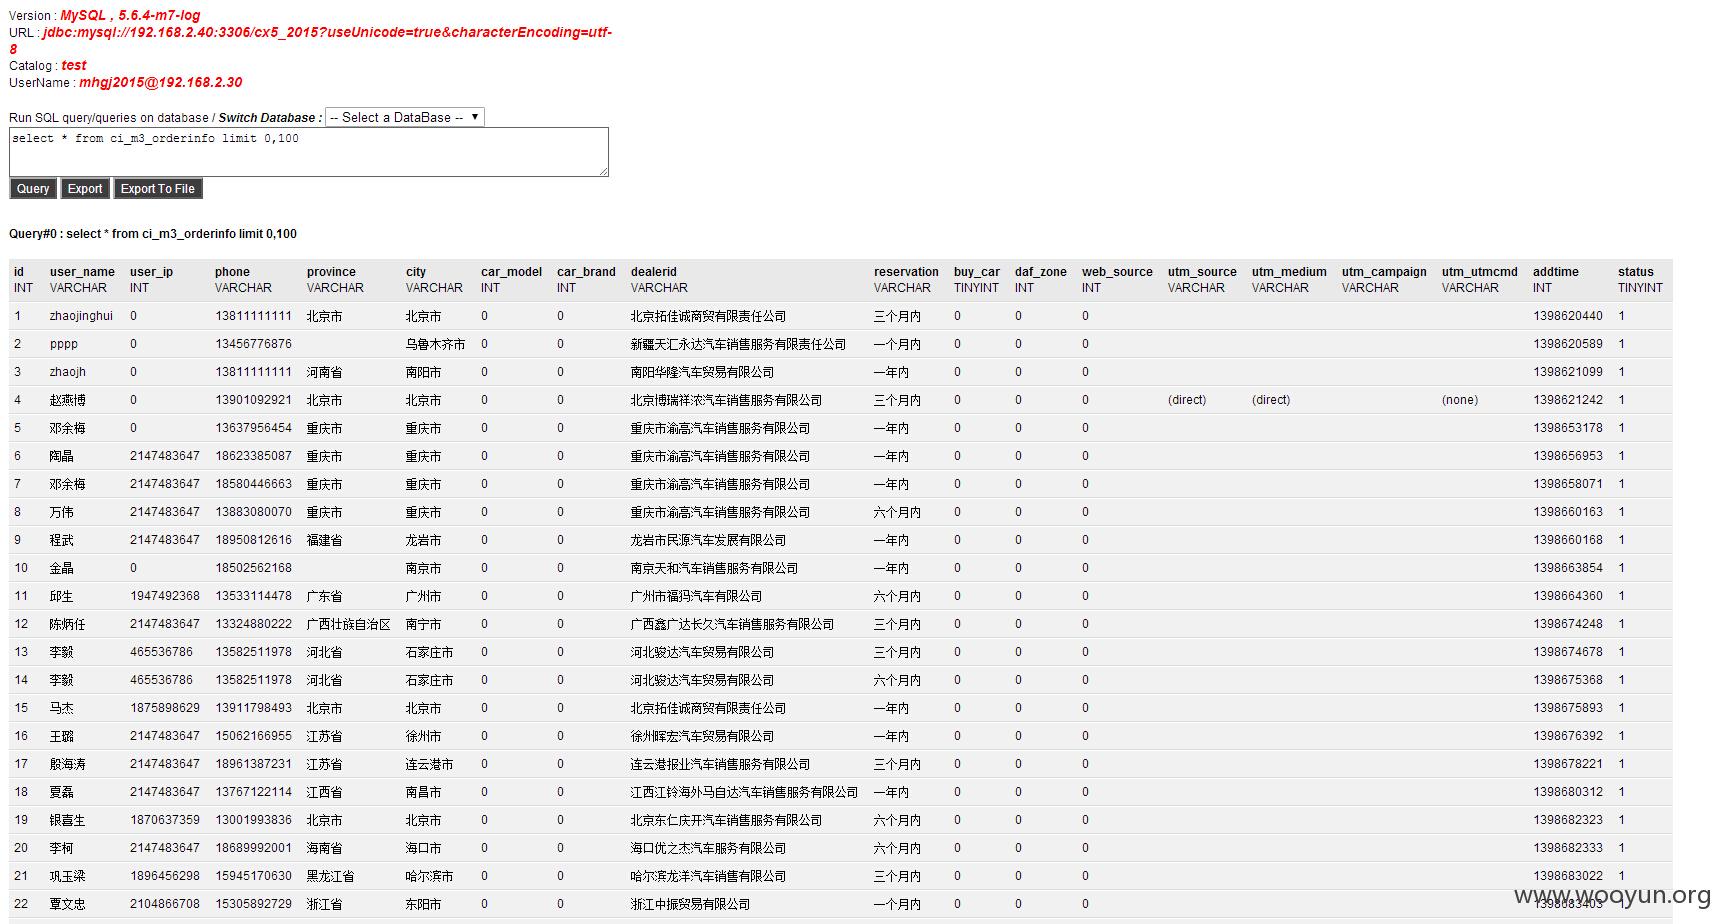 Version : MySQL , 5.6.4-m7-log
URL : jdbc:mysql://192.168.2.40:3306/cx5_2015?useUnicode=true&characterEncoding=utf-
8
Catalog : test
UserName : mhgj2015@192.168.2.30
Run SQL query/queries on database / Switch Database : -- Select a DataBase --
select * from ci_m3_orderinfo limit 0,100
Query Export Export To File
Query#0 : select * from ci_m3_orderinfo limit 0,100
id user_name user_ip phone province city car_model car_brand dealerid reservation buy_car daf_zone web_source utm_source utm_medium utm_campaign utm_utmcmd addtime status
INT VARCHAR INT VARCHAR VARCHAR VARCHAR INT INT VARCHAR VARCHAR TINYINT INT INT VARCHAR VARCHAR VARCHAR VARCHAR INT TINYINT
1 zhaojinghui 0 13811111111 北京市 北京市 0 0 北京拓佳诚商贸有限责任公司 三个月内 0 0 0 1398620440 1
2 pppp 0 13456776876 乌鲁木齐市 0 0 新疆天汇永达汽车销售服务有限责任公司 一个月内 0 0 0 1398620589 1
3 zhaojh 0 13811111111 河南省 南阳市 0 0 南阳华隆汽车贸易有限公司 一年内 0 0 0 1398621099 1
4 赵燕博 0 13901092921 北京市 北京市 0 0 北京博瑞祥浓汽车销售服务有限公司 三个月内 0 0 0 (direct) (direct) (none) 1398621242 1
5 邓余梅 0 13637956454 重庆市 重庆市 0 0 重庆市渝高汽车销售服务有限公司 一年内 0 0 0 1398653178 1
6 陶晶 2147483647 18623385087 重庆市 重庆市 0 0 重庆市渝高汽车销售服务有限公司 一年内 0 0 0 1398656953 1
7 邓余梅 2147483647 18580446663 重庆市 重庆市 0 0 重庆市渝高汽车销售服务有限公司 一年内 0 0 0 1398658071 1
8 万伟 2147483647 13883080070 重庆市 重庆市 0 0 重庆市渝高汽车销售服务有限公司 六个月内 0 0 0 1398660163 1
9 程武 2147483647 18950812616 福建省 龙岩市 0 0 龙岩市民源汽车发展有限公司 一年内 0 0 0 1398660168 1
10 金晶 0 18502562168 南京市 0 0 南京天和汽车销售服务有限公司 一年内 0 0 0 1398663854 1
11 邱生 1947492368 13533114478 广东省 广州市 0 0 广州市福犸汽车有限公司 六个月内 0 0 0 1398664360 1
12 陈炳任 2147483647 13324880222 广西壮族自治区 南宁市 0 0 广西鑫广达长久汽车销售服务有限公司 三个月内 0 0 0 1398674248 1
13 李毅 465536786 13582511978 河北省 石家庄市 0 0 河北骏达汽车贸易有限公司 三个月内 0 0 0 1398674678 1
14 李毅 465536786 13582511978 河北省 石家庄市 0 0 河北骏达汽车贸易有限公司 六个月内 0 0 0 1398675368 1
15 马杰 1875898629 13911798493 北京市 北京市 0 0 北京拓佳诚商贸有限责任公司 一年内 0 0 0 1398675893 1
16 王璐 2147483647 15062166955 江苏省 徐州市 0 0 徐州晖宏汽车贸易有限公司 一年内 0 0 0 1398676392 1
17 殷海涛 2147483647 18961387231 江苏省 连云港市 0 0 连云港报业汽车销售服务有限公司 三个月内 0 0 0 1398678221 1
18 夏磊 2147483647 13767122114 江西省 南昌市 0 0 江西江铃海外马自达汽车销售服务有限公司 一年内 0 0 0 1398680312 1
19 银喜生 1870637359 13001993836 北京市 北京市 0 0 北京东仁庆开汽车销售服务有限公司 六个月内 0 0 0 1398682323 1
20 李柯 2147483647 18689992001 海南省 海口市 0 0 海口优之杰汽车服务有限公司 六个月内 0 0 0 1398682333 1
21 巩玉梁 1896456298 15945170630 黑龙江省 哈尔滨市 0 0 哈尔滨龙洋汽车销售有限公司 三个月内 0 0 0 1398683022 1
22 覃文忠 2104866708 15305892729 浙江省 东阳市 0 0 浙江中振贸易有限公司 一个月内 0 0 0 1398683403 1
www.wooyun.org